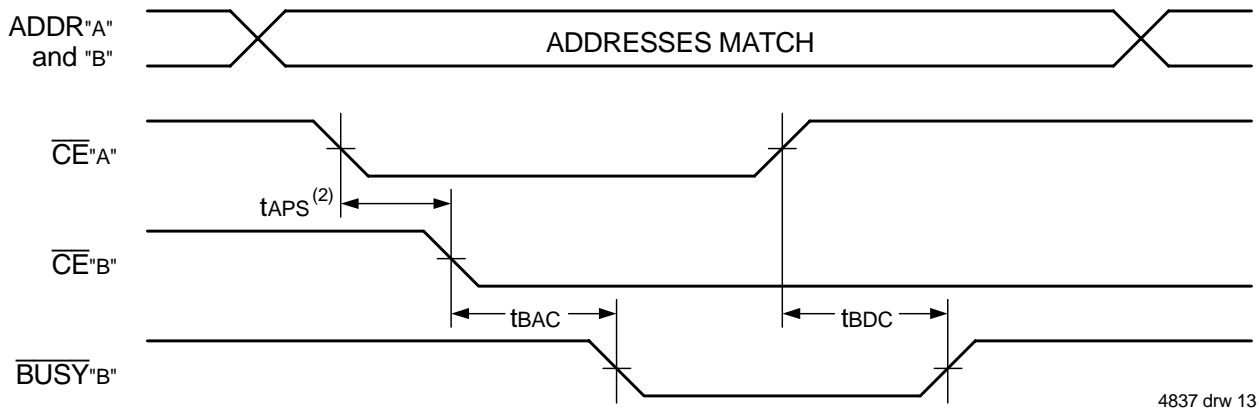 ADDR"A"
and "B"
ADDRESSES MATCH
CE"A"
tAPS(2)
CE"B"
tBAC
tBDC
BUSY"B"
4837 drw 13